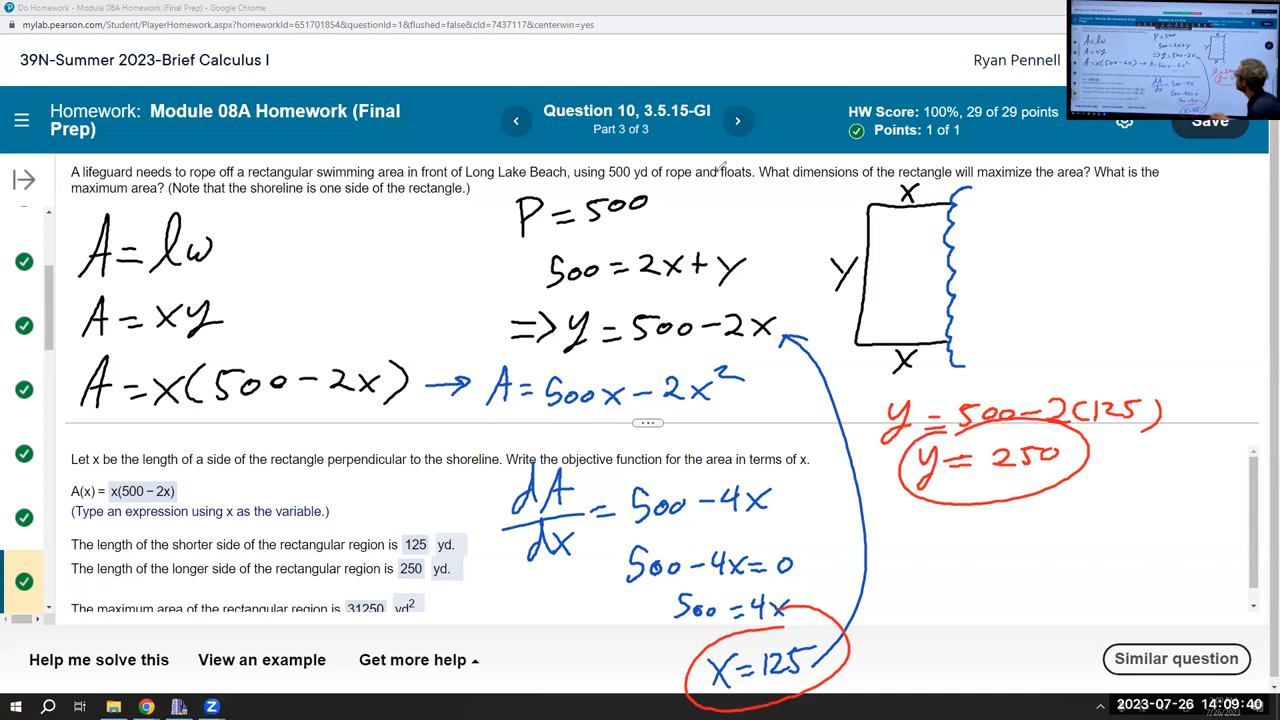 Do Homework - Module 08A Homework (Final Prep) - Google Chrome
mylab.pearson.com/Student/PlayerHomework.aspx?homeworkId=651701854&questionId=10&flushed=false&cId=7437117&
39N-Summer 2023-Brief Calculus I
Ryan Pennell
Homework: Module 08A Homework (Final Prep)
Question 10, 3.5.15-GI
Part 3 of 3
HW Score: 100%, 29 of 29 points
Points: 1 of 1
Save
A lifeguard needs to rope off a rectangular swimming area in front of Long Lake Beach, using 500 yd of rope and floats. What dimensions of the rectangle will maximize the area? What is the
maximum area? (Note that the shoreline is one side of the rectangle.)
A = lw
A = xy
A = x(500 - 2x) → A = 500x - 2x²
P = 500
500 = 2x + y
=> y = 500 - 2x
x
y
x
y = 500 - 2(125)
y = 250
Let x be the length of a side of the rectangle perpendicular to the shoreline. Write the objective function for the area in terms of x.
A(x) = x(500 − 2x)
(Type an expression using x as the variable.)
The length of the shorter side of the rectangular region is 125 yd.
The length of the longer side of the rectangular region is 250 yd.
The maximum area of the rectangular region is 31250 yd²
dA/dx = 500 - 4x
500 - 4x = 0
500 = 4x
x = 125
Help me solve this
View an example
Get more help
Similar question
2023-07-26 14:09:40